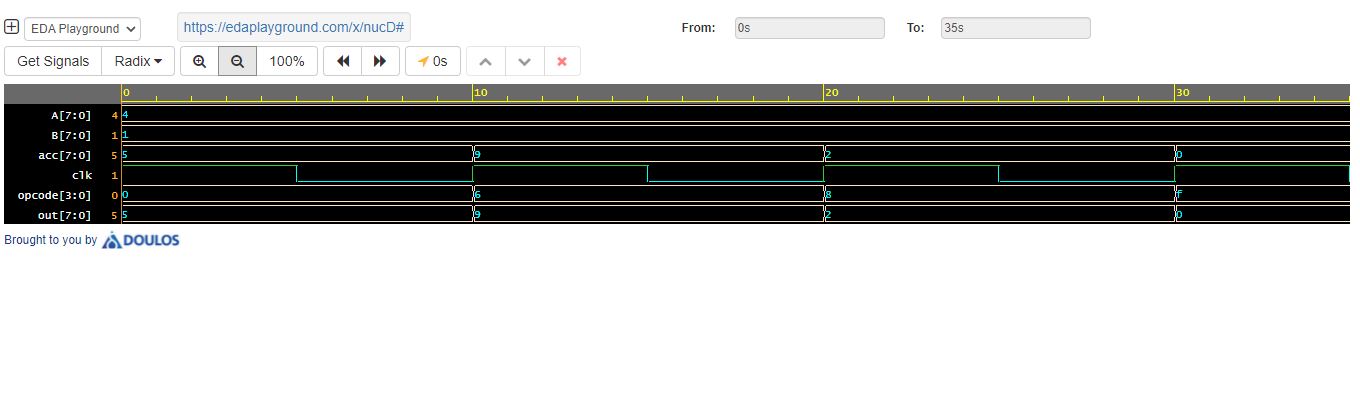 EDA Playground https://edaplayground.com/x/nucD# From: 0s To: 35s
Get Signals Radix 100% 0s
0 10 20 30
A[7:0] 4 4
B[7:0] 1 1
acc[7:0] 5 5 9 2 0
clk 1
opcode[3:0] 0 0 6 8 f
out[7:0] 5 5 9 2 0
Brought to you by DOULOS